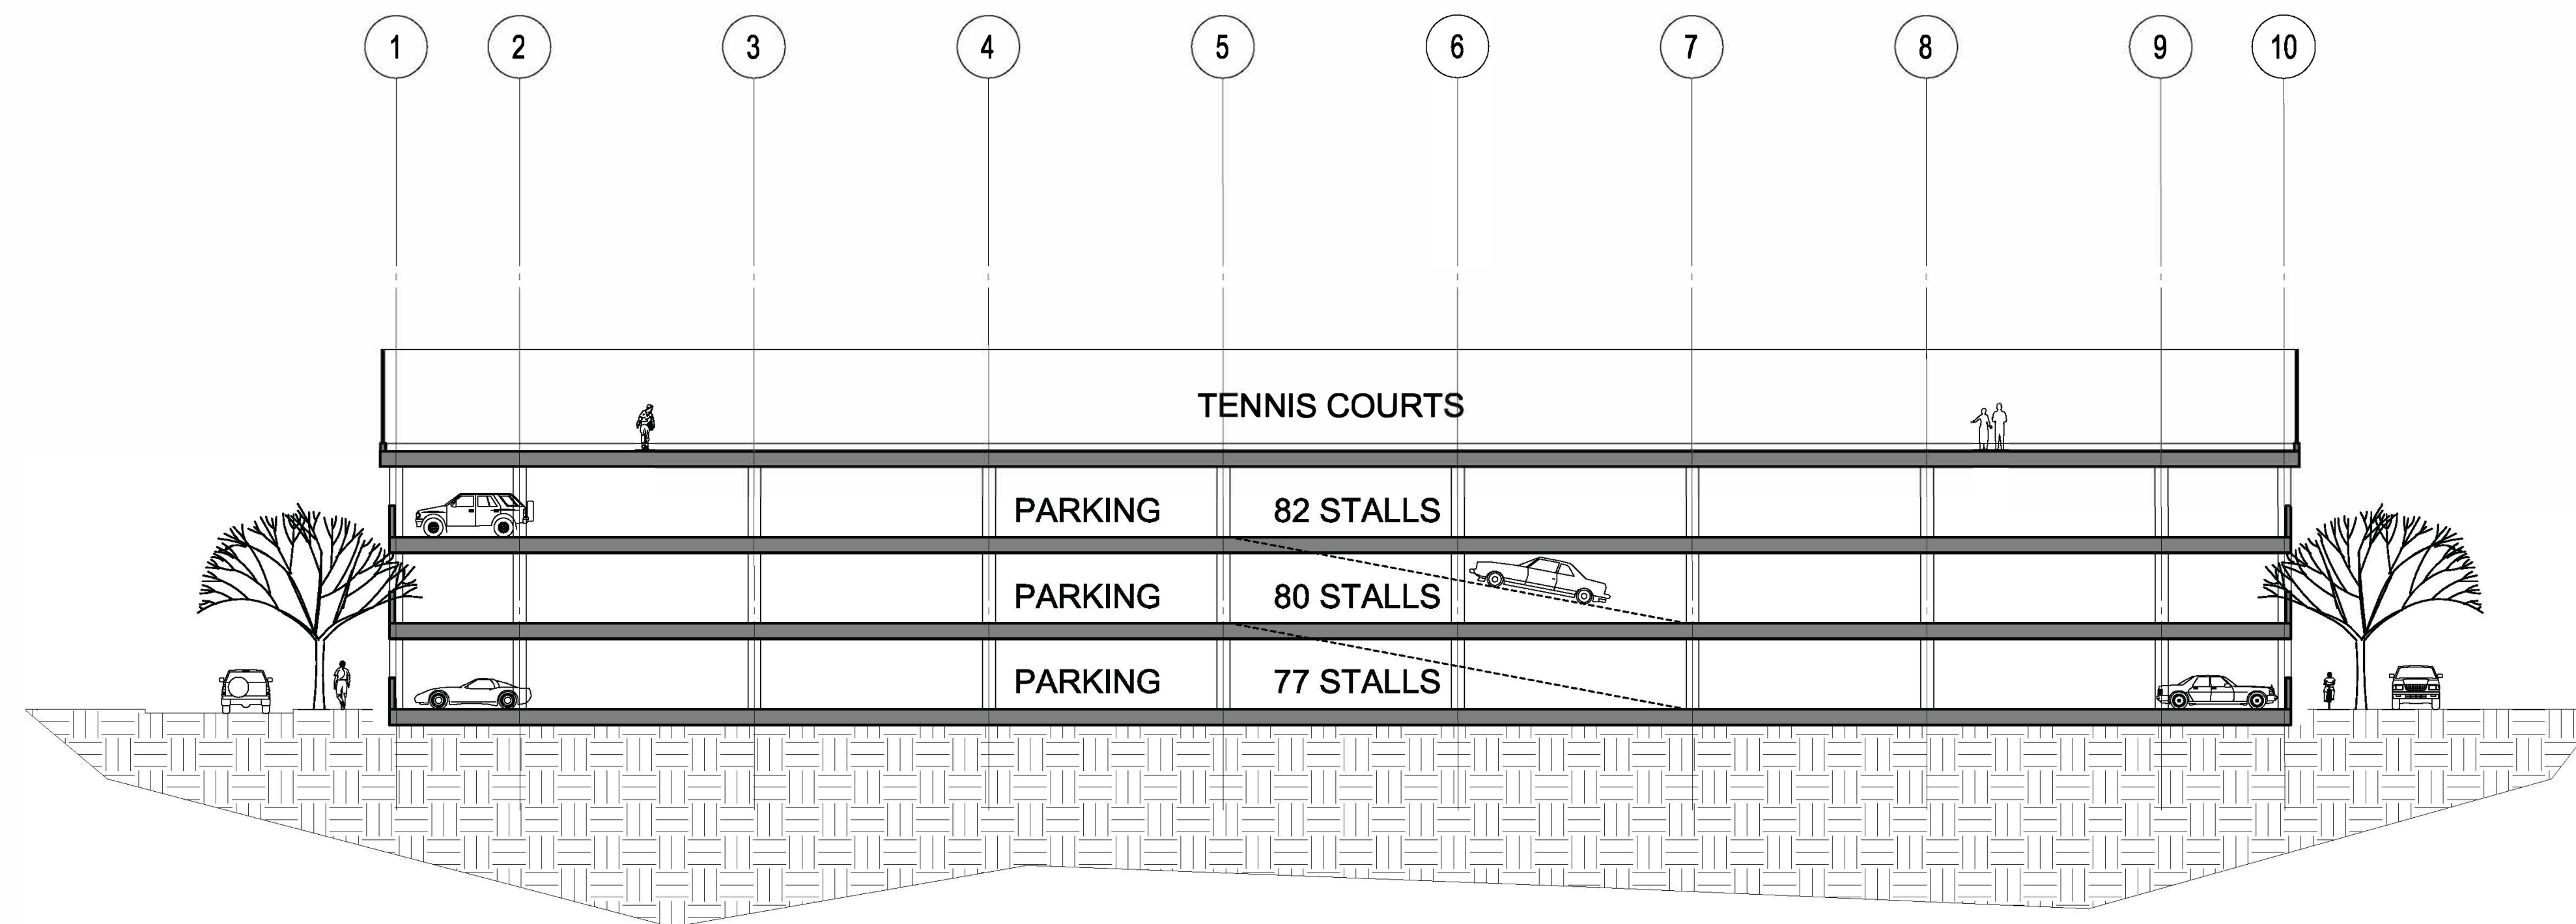 1 2 3 4 5 6 7 8 9 10
TENNIS COURTS
PARKING 82 STALLS
PARKING 80 STALLS
PARKING 77 STALLS